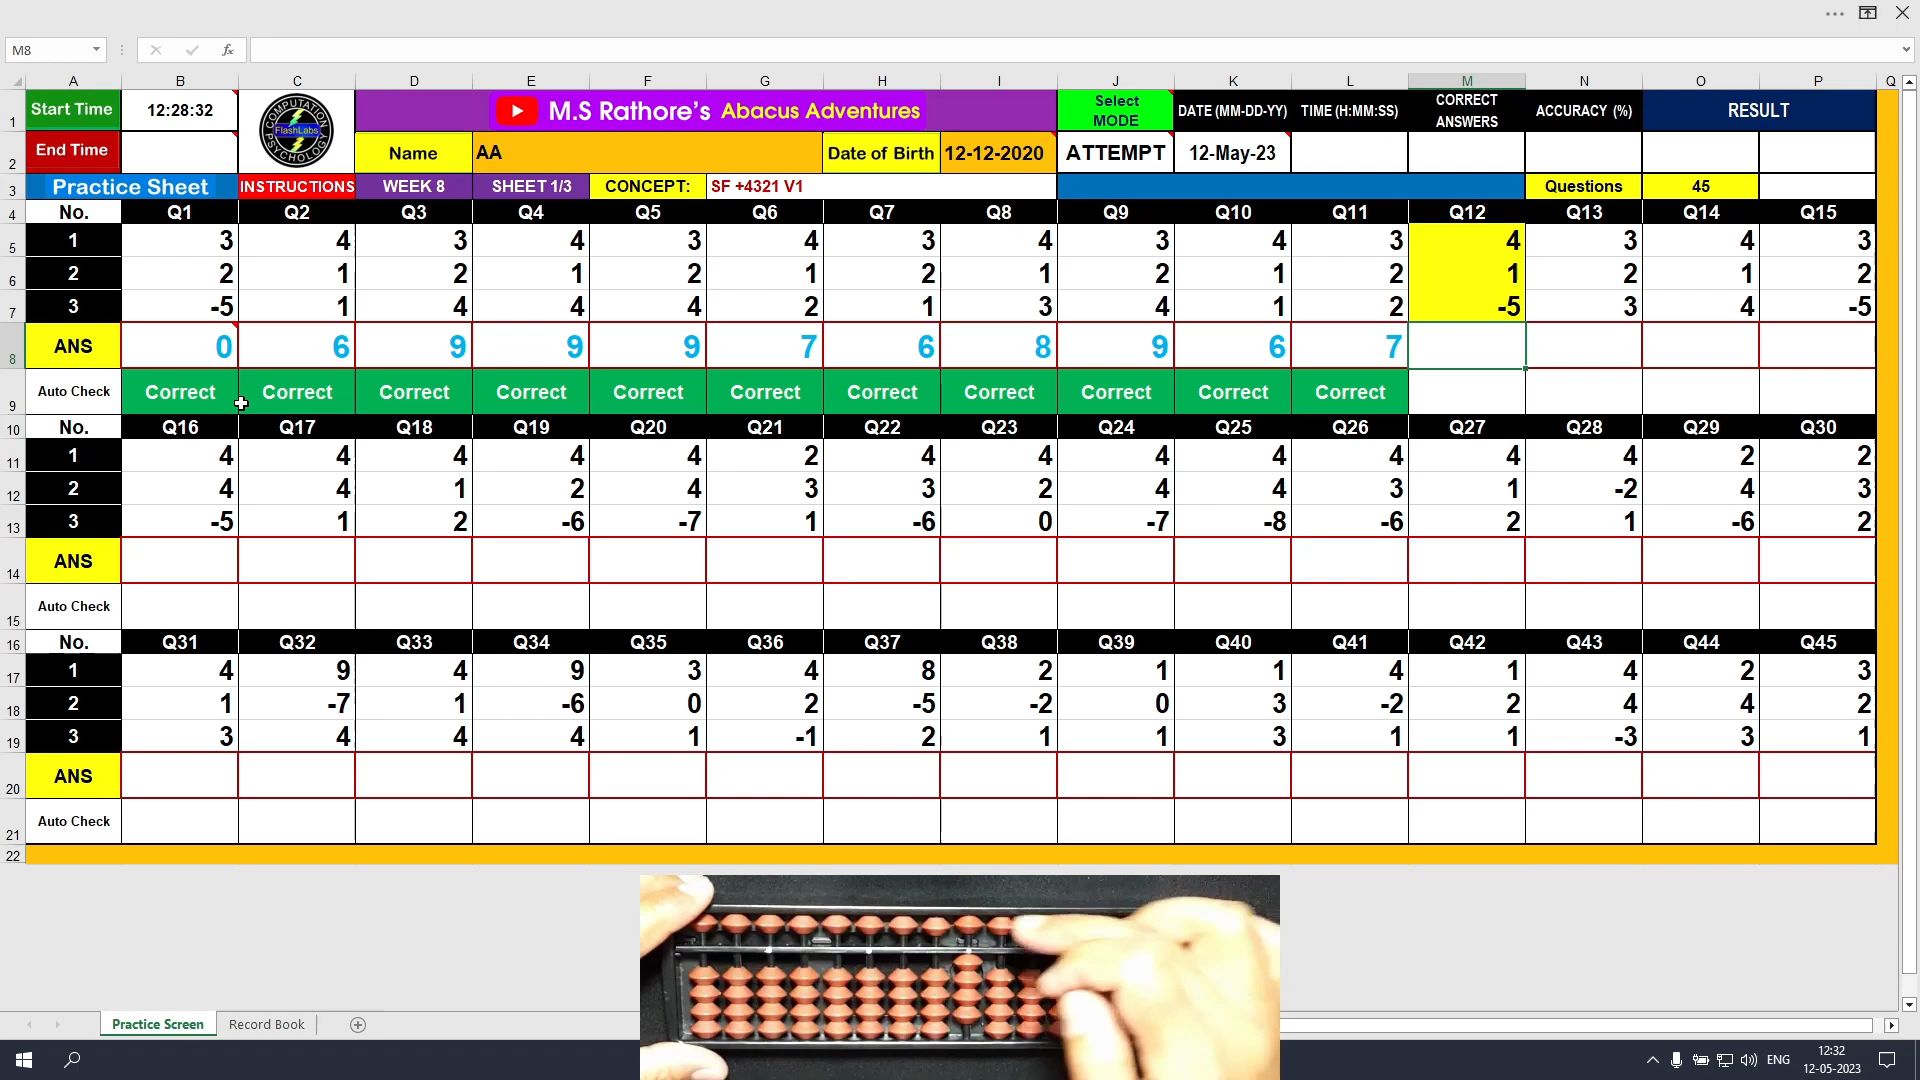 M8
fx
A B C D E F G H I J K L M N O P Q
1 Start Time 12:28:32 COMPUTATION FlashLabs PSYCHOLOGY M.S Rathore's Abacus Adventures Select MODE DATE (MM-DD-YY) TIME (H:MM:SS) CORRECT ANSWERS ACCURACY (%) RESULT
2 End Time Name AA Date of Birth 12-12-2020 ATTEMPT 12-May-23
3 Practice Sheet INSTRUCTIONS WEEK 8 SHEET 1/3 CONCEPT: SF +4321 V1 Questions 45
4 No. Q1 Q2 Q3 Q4 Q5 Q6 Q7 Q8 Q9 Q10 Q11 Q12 Q13 Q14 Q15
5 1 3 4 3 4 3 4 3 4 3 4 3 4 3 4 3
6 2 2 1 2 1 2 1 2 1 2 1 2 1 2 1 2
7 3 -5 1 4 4 4 2 1 3 4 1 2 -5 3 4 -5
8 ANS 0 6 9 9 9 7 6 8 9 6 7
9 Auto Check Correct Correct Correct Correct Correct Correct Correct Correct Correct Correct Correct
10 No. Q16 Q17 Q18 Q19 Q20 Q21 Q22 Q23 Q24 Q25 Q26 Q27 Q28 Q29 Q30
11 1 4 4 4 4 4 2 4 4 4 4 4 4 4 2 2
12 2 4 4 1 2 4 3 3 2 4 4 3 1 -2 4 3
13 3 -5 1 2 -6 -7 1 -6 0 -7 -8 -6 2 1 -6 2
14 ANS
15 Auto Check
16 No. Q31 Q32 Q33 Q34 Q35 Q36 Q37 Q38 Q39 Q40 Q41 Q42 Q43 Q44 Q45
17 1 4 9 4 9 3 4 8 2 1 1 4 1 4 2 3
18 2 1 -7 1 -6 0 2 -5 -2 0 3 -2 2 4 4 2
19 3 3 4 4 4 1 -1 2 1 1 3 1 1 -3 3 1
20 ANS
21 Auto Check
22
Practice Screen Record Book
ENG 12:32
12-05-2023